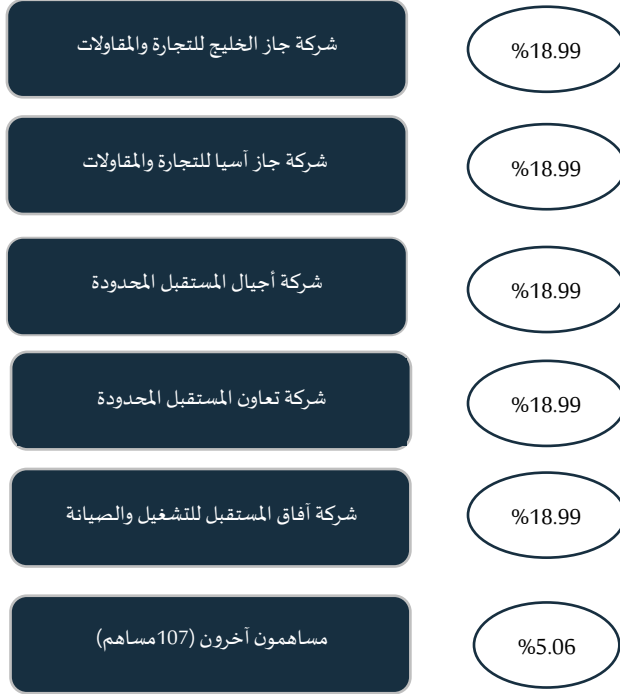 شركة جاز الخليج للتجارة والمقاولات
%18.99
شركة جاز آسيا للتجارة والمقاولات
%18.99
شركة أجيال المستقبل المحدودة
%18.99
شركة تعاون المستقبل المحدودة
%18.99
شركة آفاق المستقبل للتشغيل والصيانة
%18.99
مساهمون آخرون (107مساهم)
%5.06